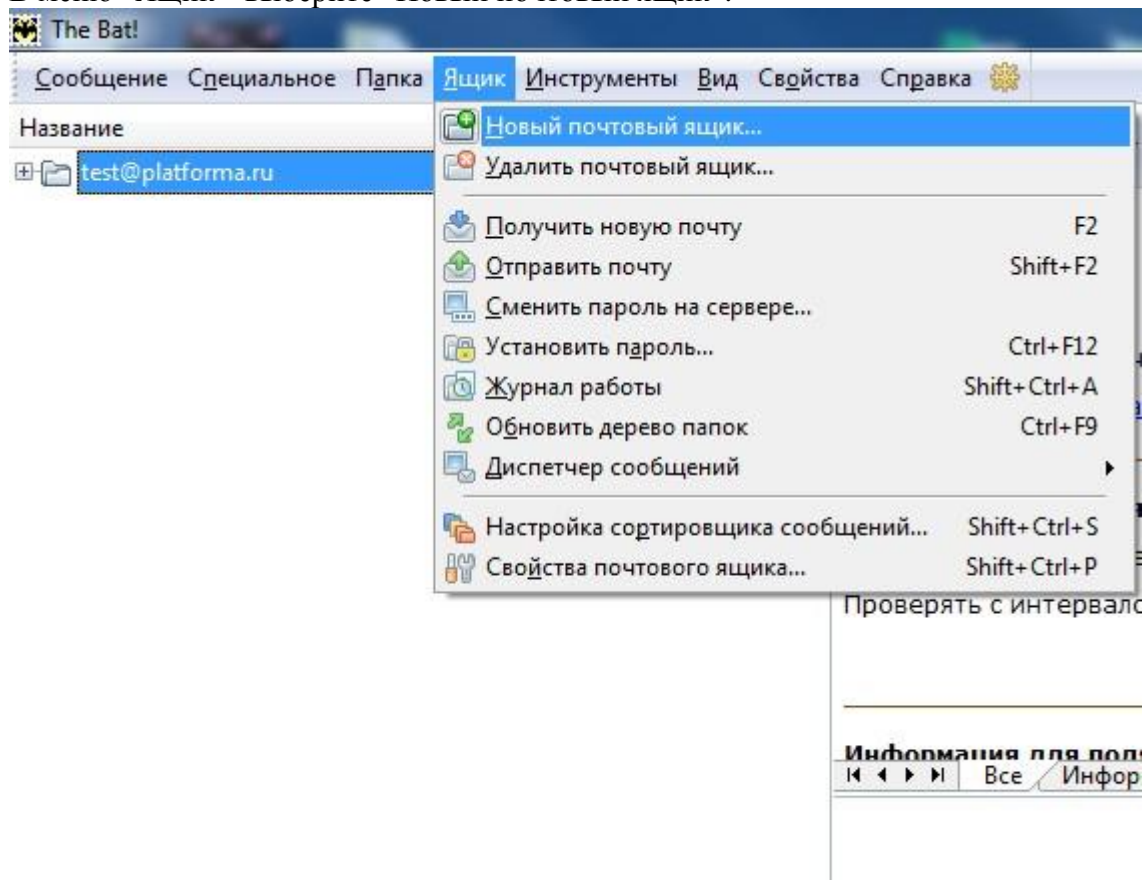 The Bat!
Сообщение Специальное Папка Ящик Инструменты Вид Свойства Справка
Название
test@platforma.ru
Новый почтовый ящик...
Удалить почтовый ящик...
Получить новую почту F2
Отправить почту Shift+F2
Сменить пароль на сервере...
Установить пароль... Ctrl+F12
Журнал работы Shift+Ctrl+A
Обновить дерево папок Ctrl+F9
Диспетчер сообщений
Настройка сортировщика сообщений... Shift+Ctrl+S
Свойства почтового ящика... Shift+Ctrl+P
Проверять с
Информация для
Все Инфор